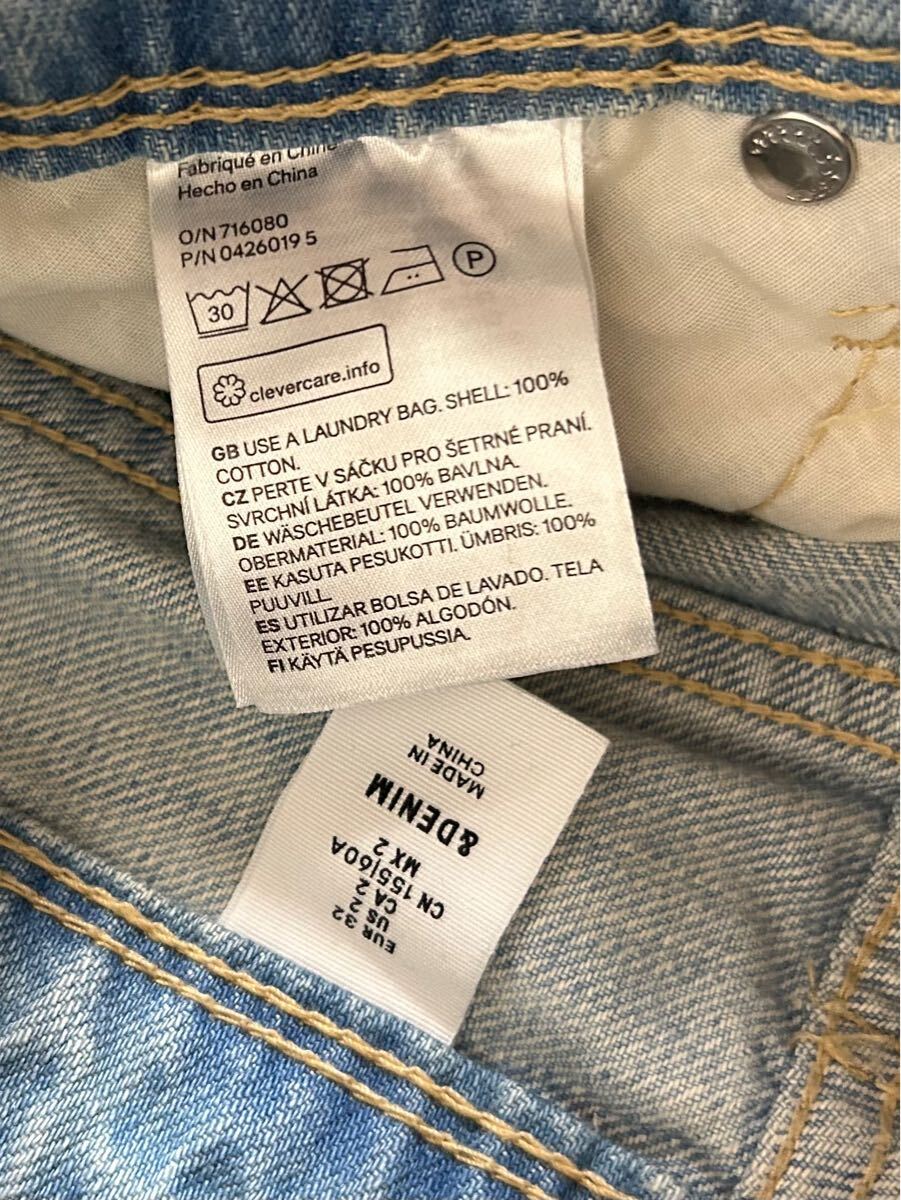 Fabriqué en Chine
Hecho en China
O/N 716080
P/N 0426019 5
30
P
clevercare.info
GB USE A LAUNDRY BAG. SHELL: 100%
COTTON.
CZ PERTE V SÁČKU PRO ŠETRNÉ PRANÍ.
SVRCHNÍ LÁTKA: 100% BAVLNA.
DE WÄSCHEBEUTEL VERWENDEN.
OBERMATERIAL: 100% BAUMWOLLE.
EE KASUTA PESUKOTTI. ÜMBRIS: 100%
PUUVILL.
ES UTILIZAR BOLSA DE LAVADO. TELA
EXTERIOR: 100% ALGODÓN.
FI KÄYTÄ PESUPUSSIA.
EUR 32
US 2
CA 2
CN 155/60A
MX 2
&DENIM
MADE IN
CHINA